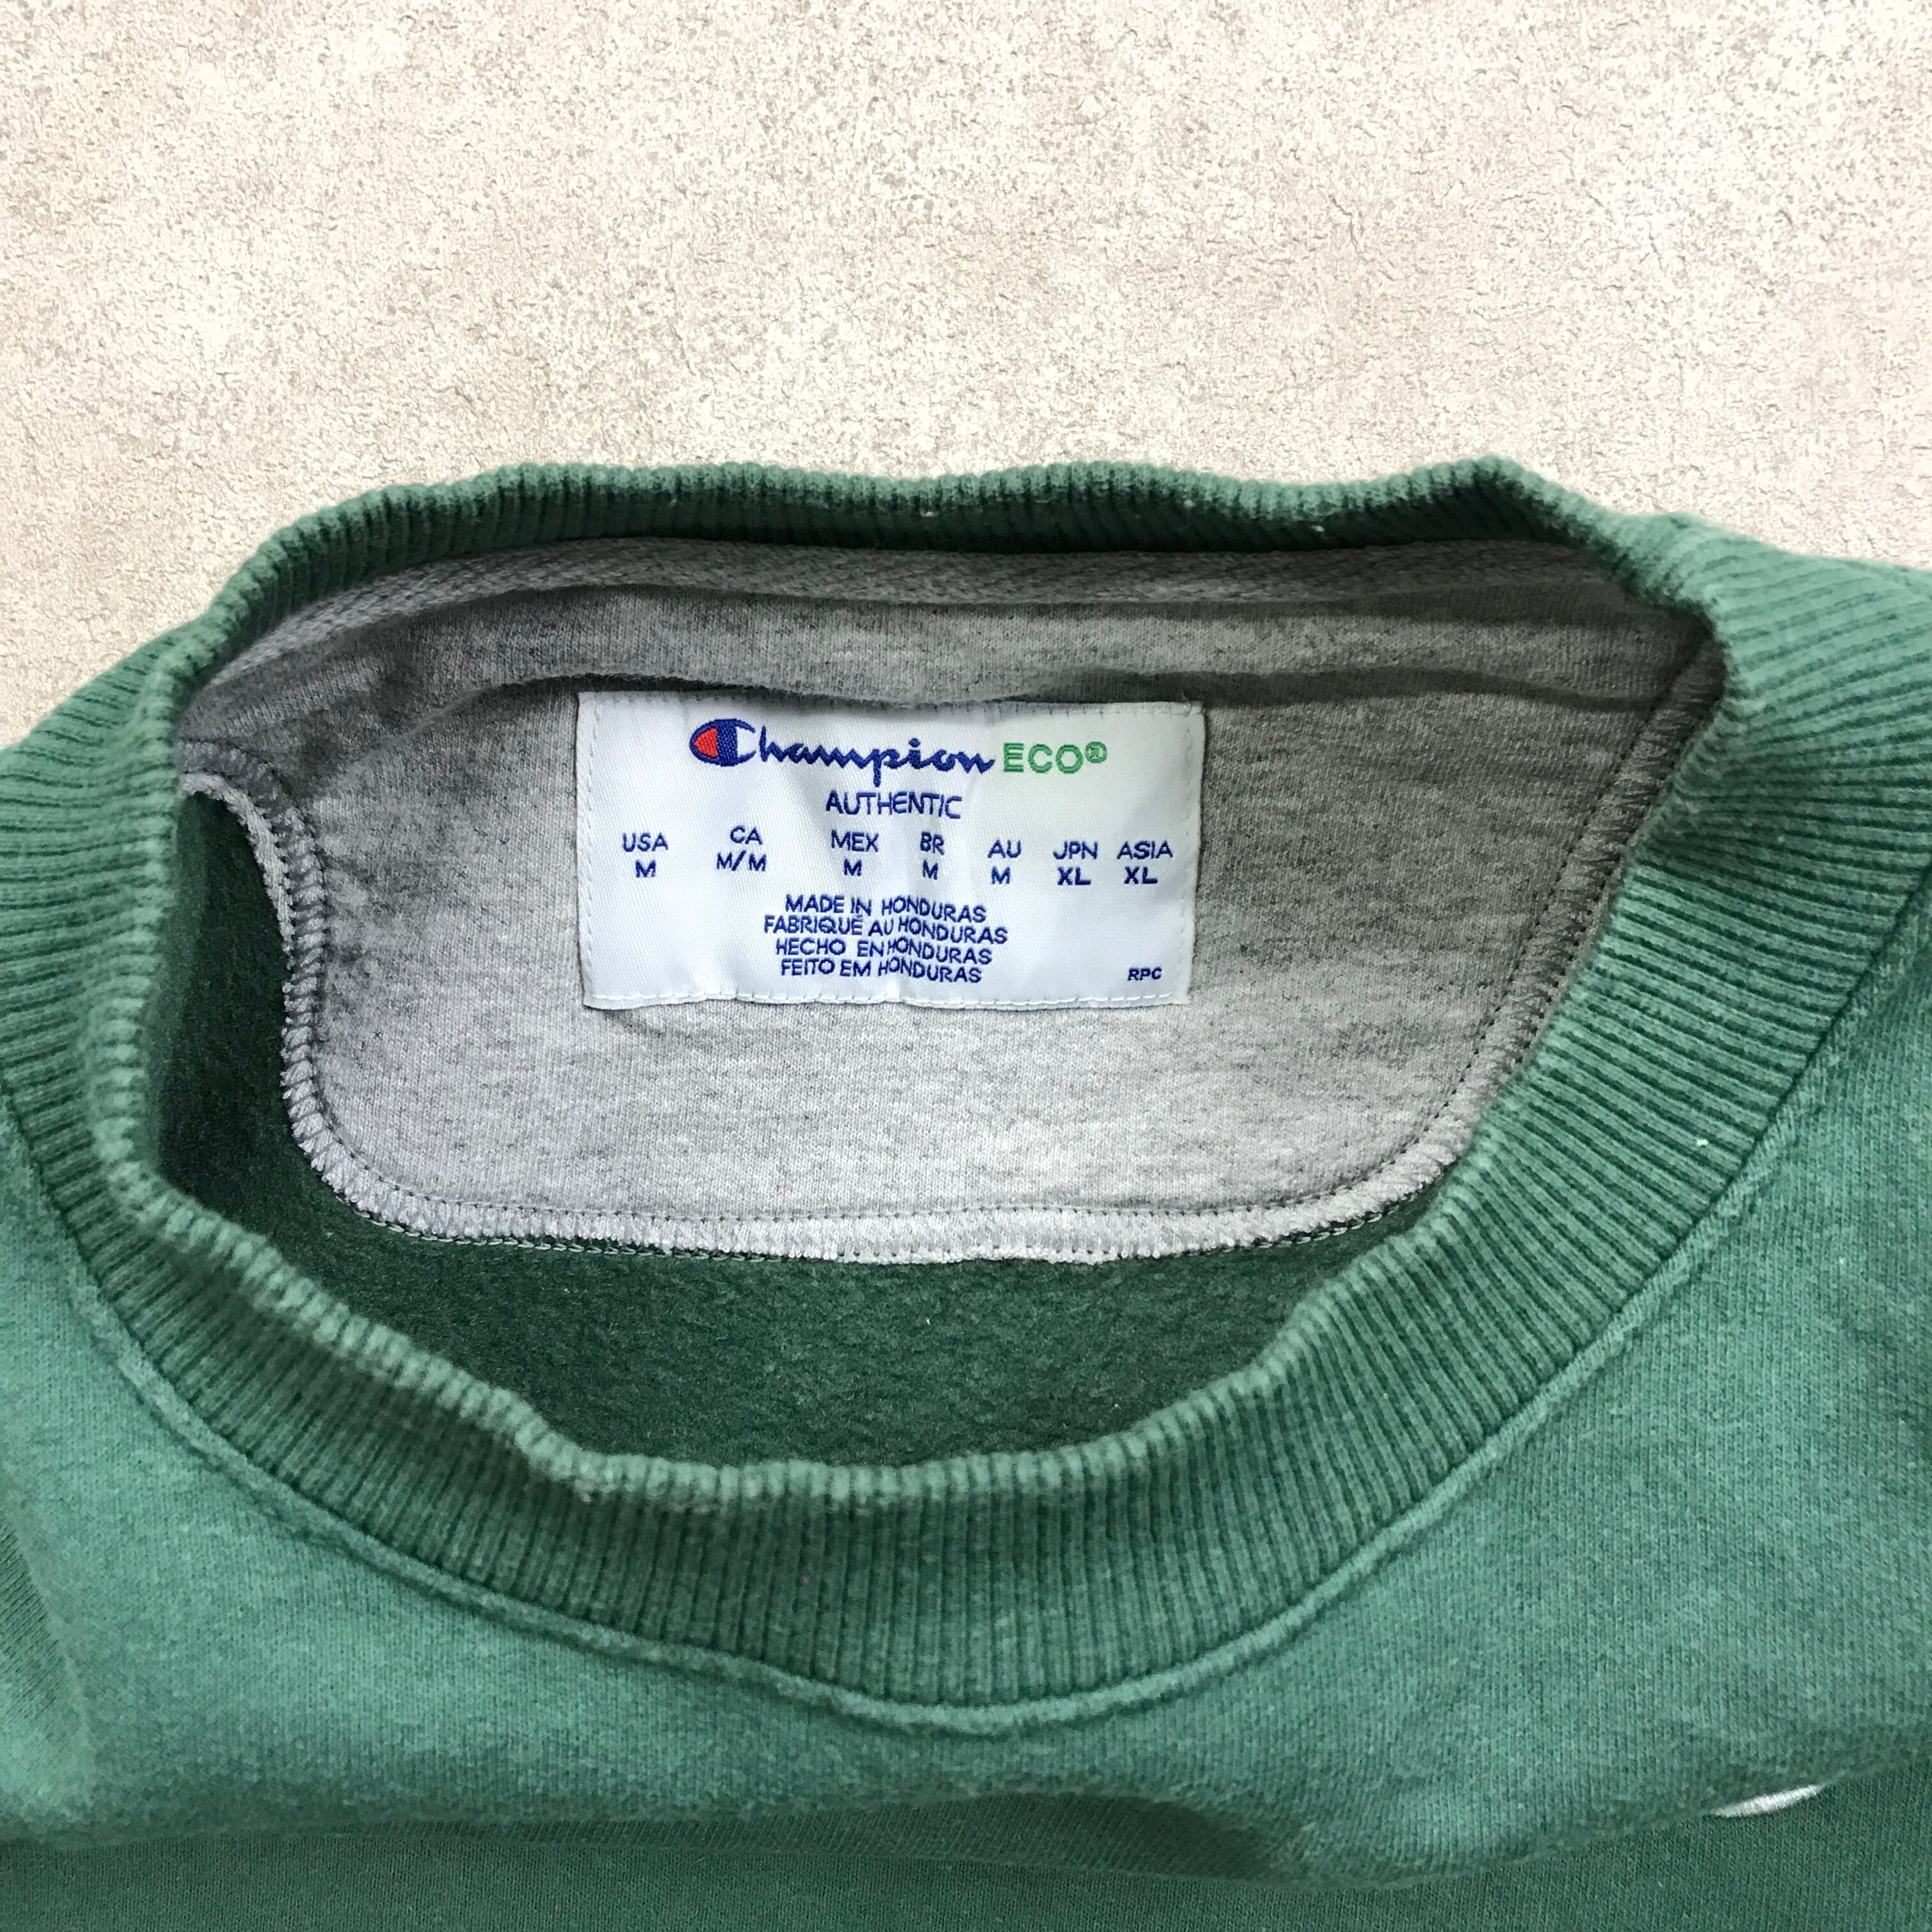 Champion ECO®
AUTHENTIC
USA CA MEX BR AU JPN ASIA
M M/M M M M XL XL
MADE IN HONDURAS
FABRIQUÉ AU HONDURAS
HECHO EN HONDURAS
FEITO EM HONDURAS
RPC